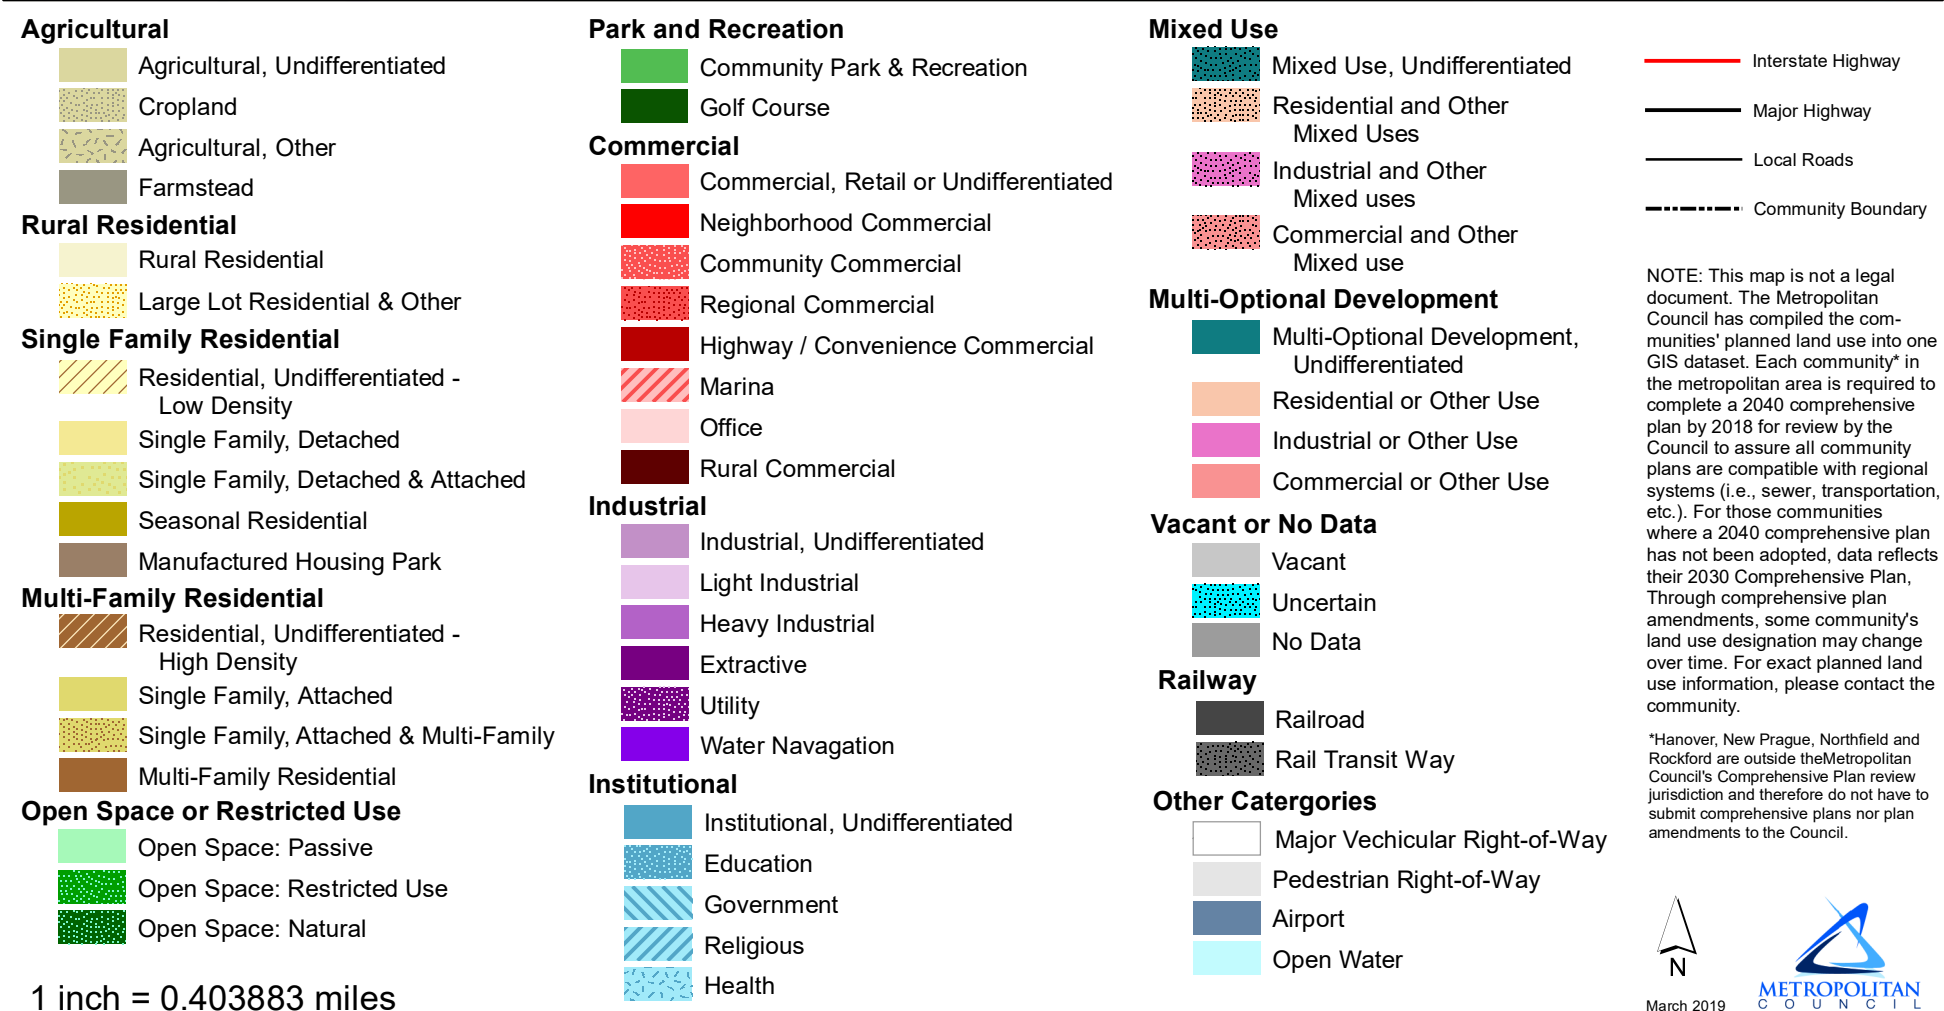 Agricultural
Agricultural, Undifferentiated
Cropland
Agricultural, Other
Farmstead
Rural Residential
Rural Residential
Large Lot Residential & Other
Single Family Residential
Residential, Undifferentiated -
Low Density
Single Family, Detached
Single Family, Detached & Attached
Seasonal Residential
Manufactured Housing Park
Multi-Family Residential
Residential, Undifferentiated -
High Density
Single Family, Attached
Single Family, Attached & Multi-Family
Multi-Family Residential
Open Space or Restricted Use
Open Space: Passive
Open Space: Restricted Use
Open Space: Natural
1 inch = 0.403883 miles
Park and Recreation
Community Park & Recreation
Golf Course
Commercial
Commercial, Retail or Undifferentiated
Neighborhood Commercial
Community Commercial
Regional Commercial
Highway / Convenience Commercial
Marina
Office
Rural Commercial
Industrial
Industrial, Undifferentiated
Light Industrial
Heavy Industrial
Extractive
Utility
Water Navagation
Institutional
Institutional, Undifferentiated
Education
Government
Religious
Health
Mixed Use
Mixed Use, Undifferentiated
Residential and Other
Mixed Uses
Industrial and Other
Mixed uses
Commercial and Other
Mixed use
Multi-Optional Development
Multi-Optional Development,
Undifferentiated
Residential or Other Use
Industrial or Other Use
Commercial or Other Use
Vacant or No Data
Vacant
Uncertain
No Data
Railway
Railroad
Rail Transit Way
Other Catergories
Major Vechicular Right-of-Way
Pedestrian Right-of-Way
Airport
Open Water
Interstate Highway
Major Highway
Local Roads
Community Boundary
NOTE: This map is not a legal
document. The Metropolitan
Council has compiled the com-
munities' planned land use into one
GIS dataset. Each community* in
the metropolitan area is required to
complete a 2040 comprehensive
plan by 2018 for review by the
Council to assure all community
plans are compatible with regional
systems (i.e., sewer, transportation,
etc.). For those communities
where a 2040 comprehensive plan
has not been adopted, data reflects
their 2030 Comprehensive Plan,
Through comprehensive plan
amendments, some community's
land use designation may change
over time. For exact planned land
use information, please contact the
community.
*Hanover, New Prague, Northfield and
Rockford are outside theMetropolitan
Council's Comprehensive Plan review
jurisdiction and therefore do not have to
submit comprehensive plans nor plan
amendments to the Council.
N
March 2019
METROPOLITAN
COUNCIL